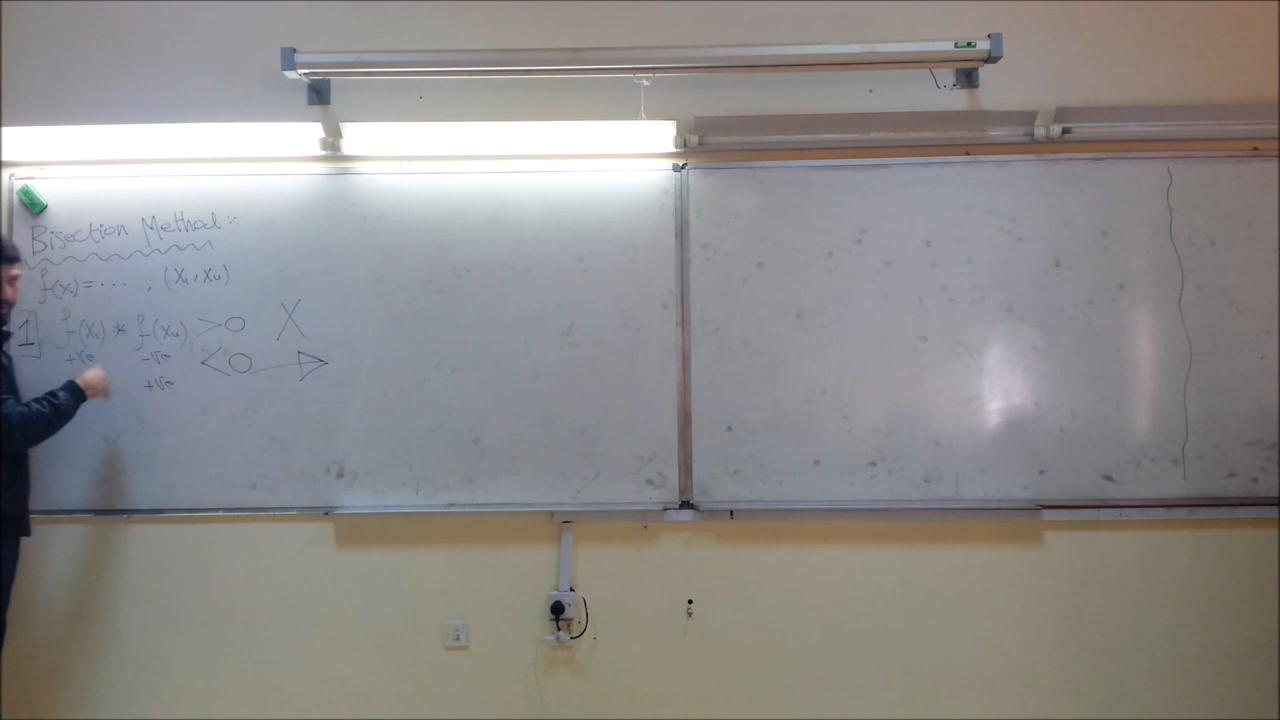 Bisection Method :-
f(x) = ... , (X₁, Xᵤ)
1 f(X₁) * f(Xᵤ) > 0 X
+ve -ve < 0
+ve